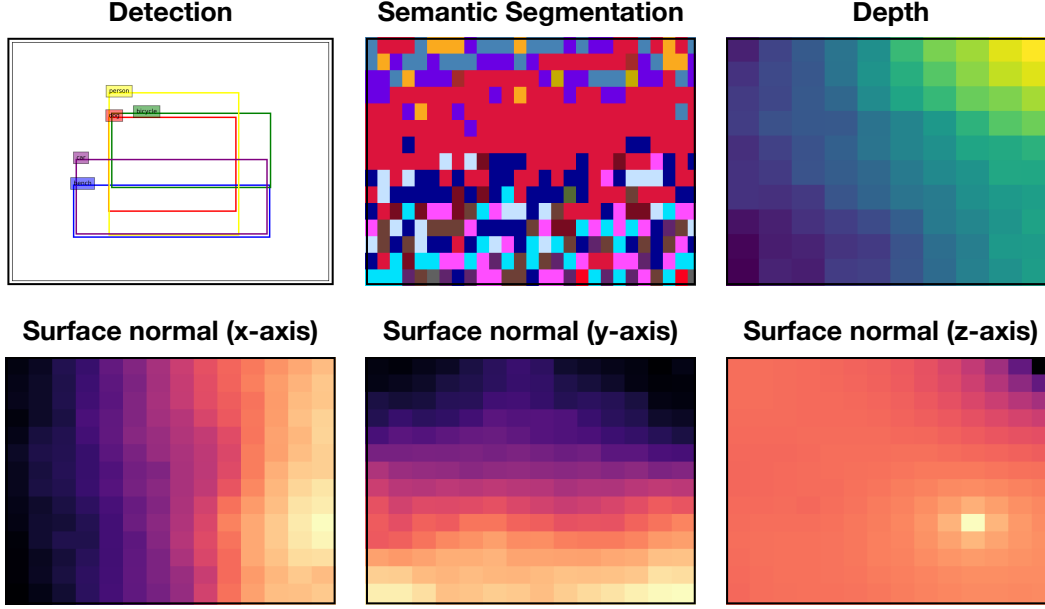 Detection
Semantic Segmentation
Depth
person
dog
bicycle
car
bench
Surface normal (x-axis)
Surface normal (y-axis)
Surface normal (z-axis)